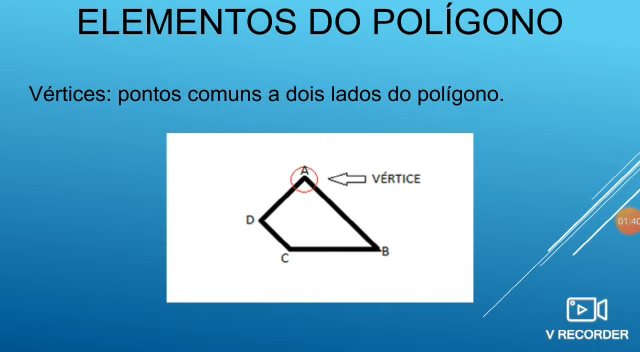 ELEMENTOS DO POLÍGONO
Vértices: pontos comuns a dois lados do polígono.
A
VÉRTICE
D
B
C
01:40
V RECORDER